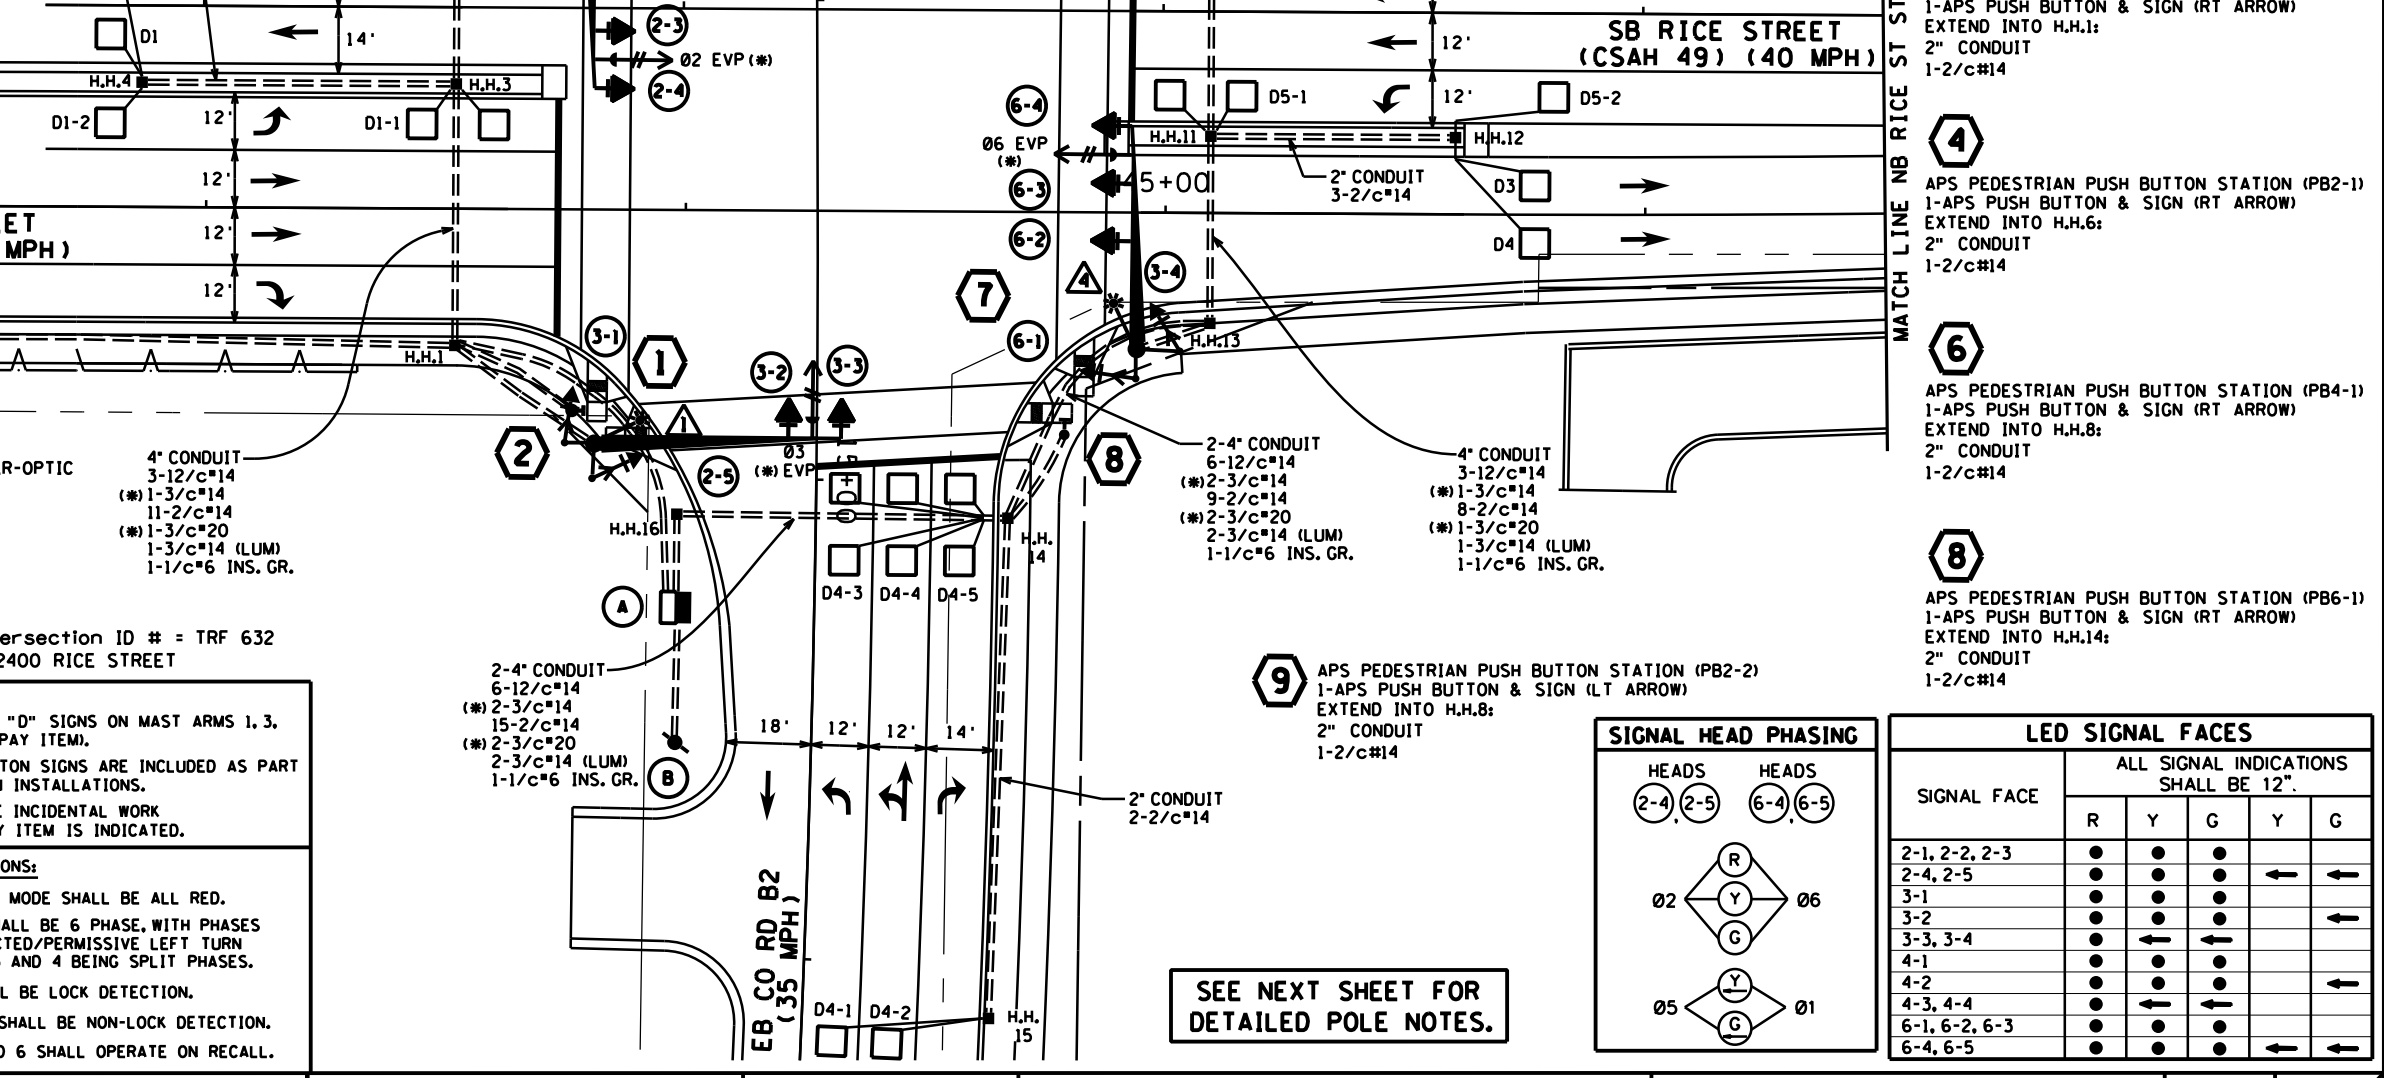 D1
14'
H.H.4
H.H.3
D1-2
D1-1
12'
12'
12'
12'
MPH)
2-3
02 EVP (*)
2-4
6-4
06 EVP
(*)
6-3
6-2
5+00
H.H.11
D5-1
D5-2
H.H.12
12'
12'
SB RICE STREET
(CSAH 49) (40 MPH)
2" CONDUIT
3-2/c#14
D3
D4
MATCH LINE NB RICE ST
1-APS PUSH BUTTON & SIGN (RT ARROW)
EXTEND INTO H.H.1:
2" CONDUIT
1-2/c#14
4
APS PEDESTRIAN PUSH BUTTON STATION (PB2-1)
1-APS PUSH BUTTON & SIGN (RT ARROW)
EXTEND INTO H.H.6:
2" CONDUIT
1-2/c#14
6
APS PEDESTRIAN PUSH BUTTON STATION (PB4-1)
1-APS PUSH BUTTON & SIGN (RT ARROW)
EXTEND INTO H.H.8:
2" CONDUIT
1-2/c#14
8
APS PEDESTRIAN PUSH BUTTON STATION (PB6-1)
1-APS PUSH BUTTON & SIGN (RT ARROW)
EXTEND INTO H.H.14:
2" CONDUIT
1-2/c#14
9
APS PEDESTRIAN PUSH BUTTON STATION (PB2-2)
1-APS PUSH BUTTON & SIGN (LT ARROW)
EXTEND INTO H.H.8:
2" CONDUIT
1-2/c#14
H.H.1
3-1
1
2
1
3-2
3-3
2-5
03
(*) EVP
7
4
3-4
6-1
H.H.13
8
H.H.16
H.H.
14
A
B
D4-3
D4-4
D4-5
4" CONDUIT
3-12/c#14
(*) 1-3/c#14
11-2/c#14
(*) 1-3/c#20
1-3/c#14 (LUM)
1-1/c#6 INS. GR.
2-4" CONDUIT
6-12/c#14
(*) 2-3/c#14
9-2/c#14
(*) 2-3/c#20
2-3/c#14 (LUM)
1-1/c#6 INS. GR.
4" CONDUIT
3-12/c#14
(*) 1-3/c#14
8-2/c#14
(*) 1-3/c#20
1-3/c#14 (LUM)
1-1/c#6 INS. GR.
2-4" CONDUIT
6-12/c#14
(*) 2-3/c#14
15-2/c#14
(*) 2-3/c#20
2-3/c#14 (LUM)
1-1/c#6 INS. GR.
18'
12'
12'
14'
2" CONDUIT
2-2/c#14
EB CO RD B2
(35 MPH)
D4-1
D4-2
H.H.
15
R-OPTIC
ersection ID # = TRF 632
2400 RICE STREET
"D" SIGNS ON MAST ARMS 1, 3,
PAY ITEM).
TON SIGNS ARE INCLUDED AS PART
INSTALLATIONS.
INCIDENTAL WORK
ITEM IS INDICATED.
ONS:
MODE SHALL BE ALL RED.
ALL BE 6 PHASE, WITH PHASES
CTED/PERMISSIVE LEFT TURN
AND 4 BEING SPLIT PHASES.
L BE LOCK DETECTION.
SHALL BE NON-LOCK DETECTION.
6 SHALL OPERATE ON RECALL.
SEE NEXT SHEET FOR
DETAILED POLE NOTES.
SIGNAL HEAD PHASING
HEADS HEADS
2-4, 2-5 6-4, 6-5
R
02 Y 06
G
Y
05 01
G
LED SIGNAL FACES
SIGNAL FACE
ALL SIGNAL INDICATIONS
SHALL BE 12".
R Y G Y G
2-1, 2-2, 2-3
2-4, 2-5
3-1
3-2
3-3, 3-4
4-1
4-2
4-3, 4-4
6-1, 6-2, 6-3
6-4, 6-5